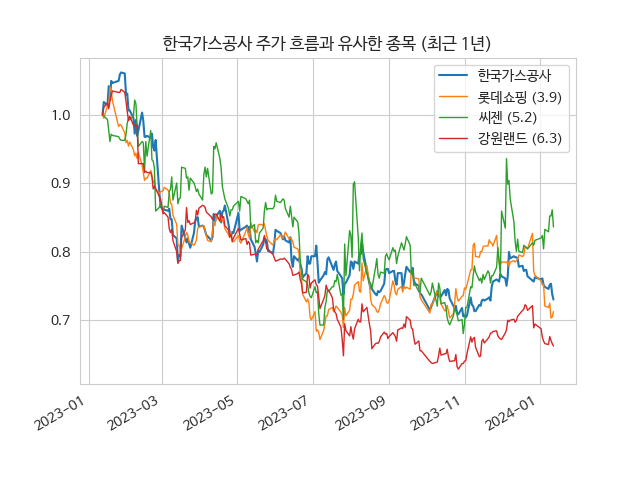 한국가스공사 주가 흐름과 유사한 종목 (최근 1년)
한국가스공사
롯데쇼핑 (3.9)
씨젠 (5.2)
강원랜드 (6.3)
1.0
0.9
0.8
0.7
2023-01
2023-03
2023-05
2023-07
2023-09
2023-11
2024-01